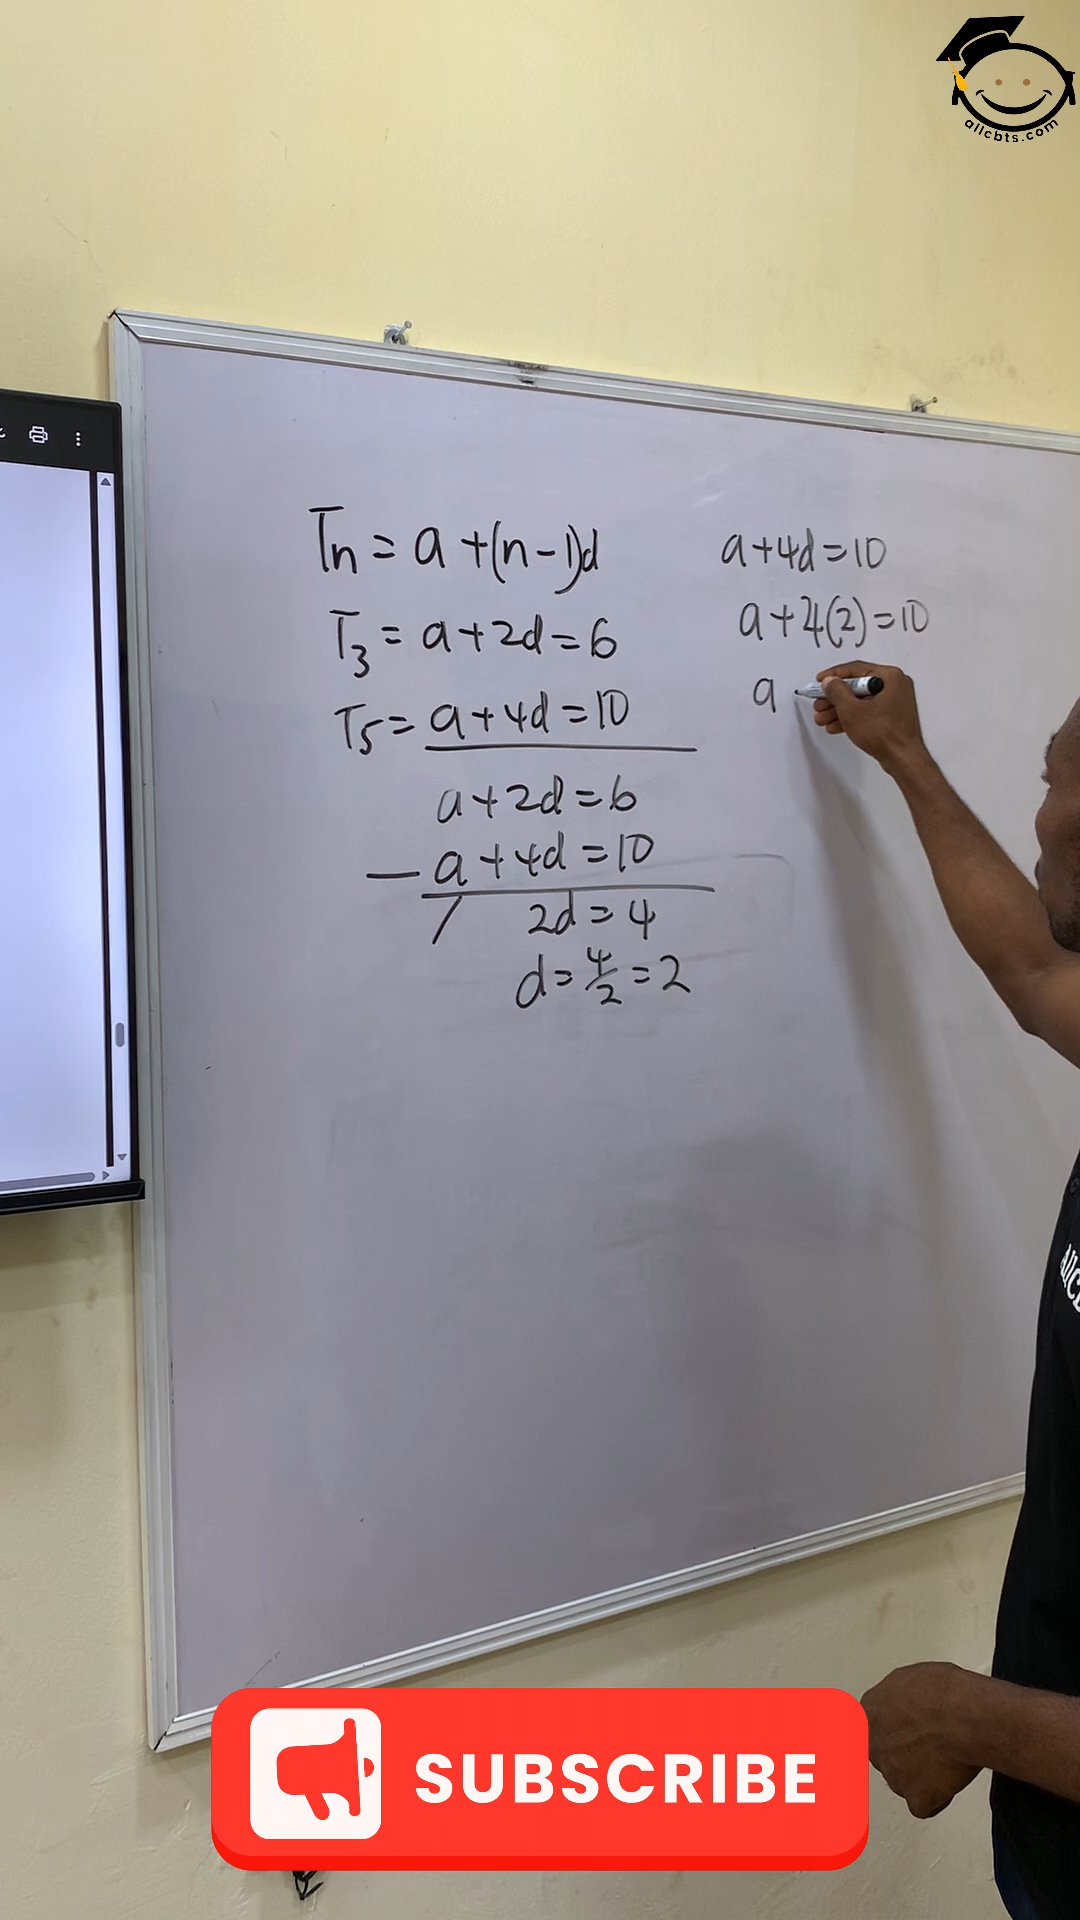 allcbts.com
Tn = a + (n - 1)d
T3 = a + 2d = 6
T5 = a + 4d = 10
a + 2d = 6
- a + 4d = 10
/ 2d = 4
d = 4/2 = 2
a + 4d = 10
a + 4(2) = 10
a
SUBSCRIBE